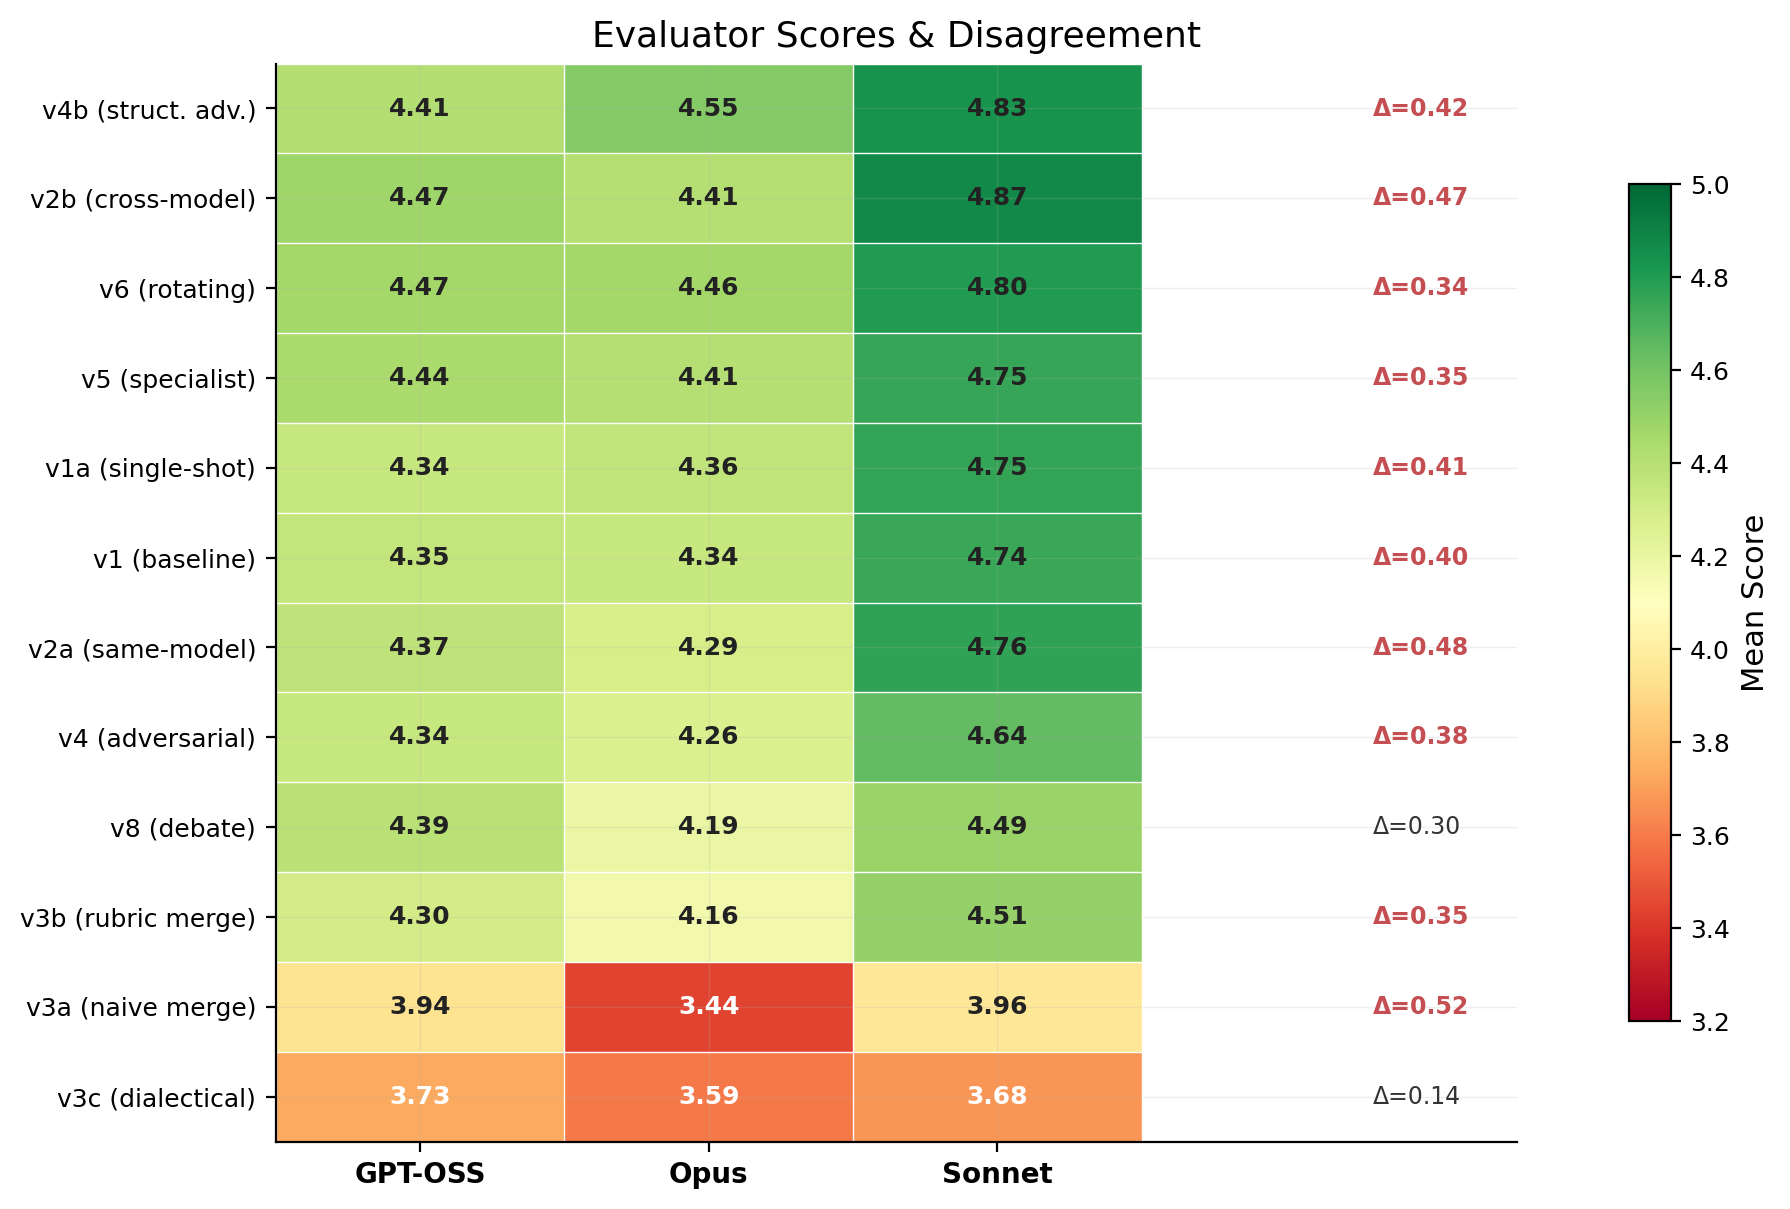 Evaluator Scores & Disagreement
v4b (struct. adv.) 4.41 4.55 4.83 Δ=0.42
v2b (cross-model) 4.47 4.41 4.87 Δ=0.47
v6 (rotating) 4.47 4.46 4.80 Δ=0.34
v5 (specialist) 4.44 4.41 4.75 Δ=0.35
v1a (single-shot) 4.34 4.36 4.75 Δ=0.41
v1 (baseline) 4.35 4.34 4.74 Δ=0.40
v2a (same-model) 4.37 4.29 4.76 Δ=0.48
v4 (adversarial) 4.34 4.26 4.64 Δ=0.38
v8 (debate) 4.39 4.19 4.49 Δ=0.30
v3b (rubric merge) 4.30 4.16 4.51 Δ=0.35
v3a (naive merge) 3.94 3.44 3.96 Δ=0.52
v3c (dialectical) 3.73 3.59 3.68 Δ=0.14
GPT-OSS Opus Sonnet
5.0
4.8
4.6
4.4
4.2
4.0
3.8
3.6
3.4
3.2
Mean Score